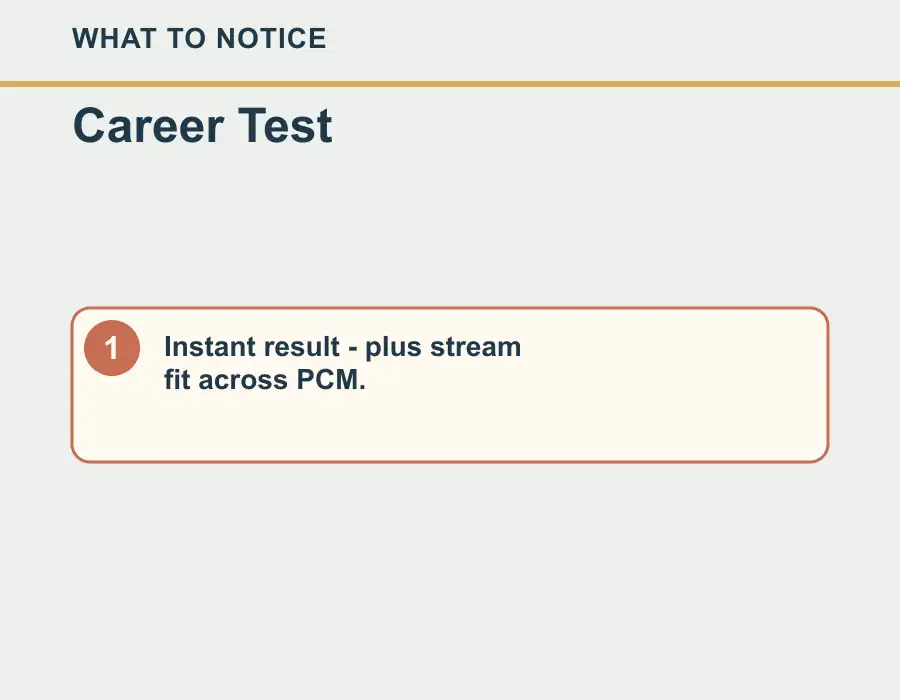 WHAT TO NOTICE
Career Test
1
Instant result - plus stream
fit across PCM.